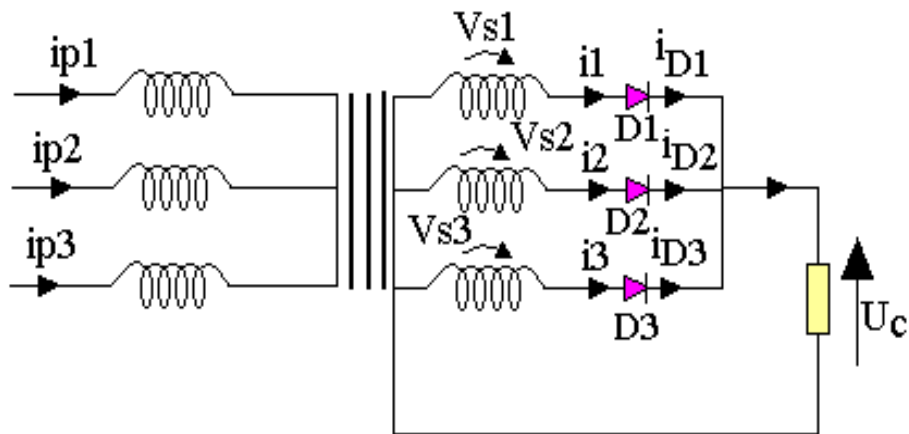 Vs1
ip1
i1
iD1
D1
ip2
Vs2
i2
iD2
D2
Vs3
ip3
i3
iD3
D3
Uc